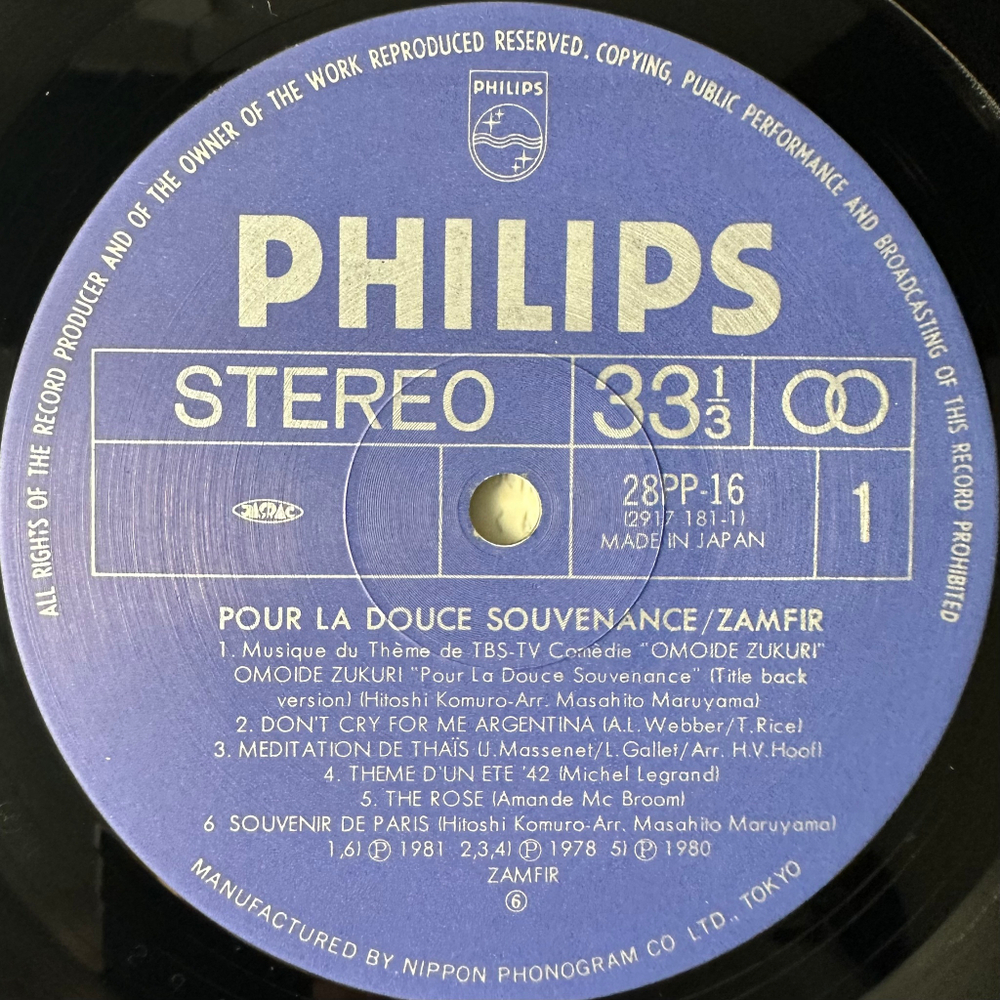 ALL RIGHTS OF THE RECORD PRODUCER AND OF THE OWNER OF THE WORK REPRODUCED RESERVED. COPYING, PUBLIC PERFORMANCE AND BROADCASTING OF THIS RECORD PROHIBITED
PHILIPS
PHILIPS
STEREO 33 1/3
JASRAC
28PP-16 1
(2917 181-1)
MADE IN JAPAN
POUR LA DOUCE SOUVENANCE/ZAMFIR
1. Musique du Thème de TBS-TV Comêdie "OMOIDE ZUKURI"
OMOIDE ZUKURI "Pour La Douce Souvenance" (Title back
version) (Hitoshi Komuro-Arr. Masahito Maruyama)
2. DON'T CRY FOR ME ARGENTINA (A.L.Webber/T.Rice)
3. MEDITATION DE THAÏS (J.Massenet/L.Gallet/Arr. H.V.Hoof)
4. THEME D'UN ETE '42 (Michel Legrand)
5. THE ROSE (Amande Mc Broom)
6 SOUVENIR DE PARIS (Hitoshi Komuro-Arr. Masahito Maruyama)
1,6) Ⓟ 1981 2,3,4) Ⓟ 1978 5) Ⓟ 1980
ZAMFIR
⑥
MANUFACTURED BY NIPPON PHONOGRAM CO LTD., TOKYO